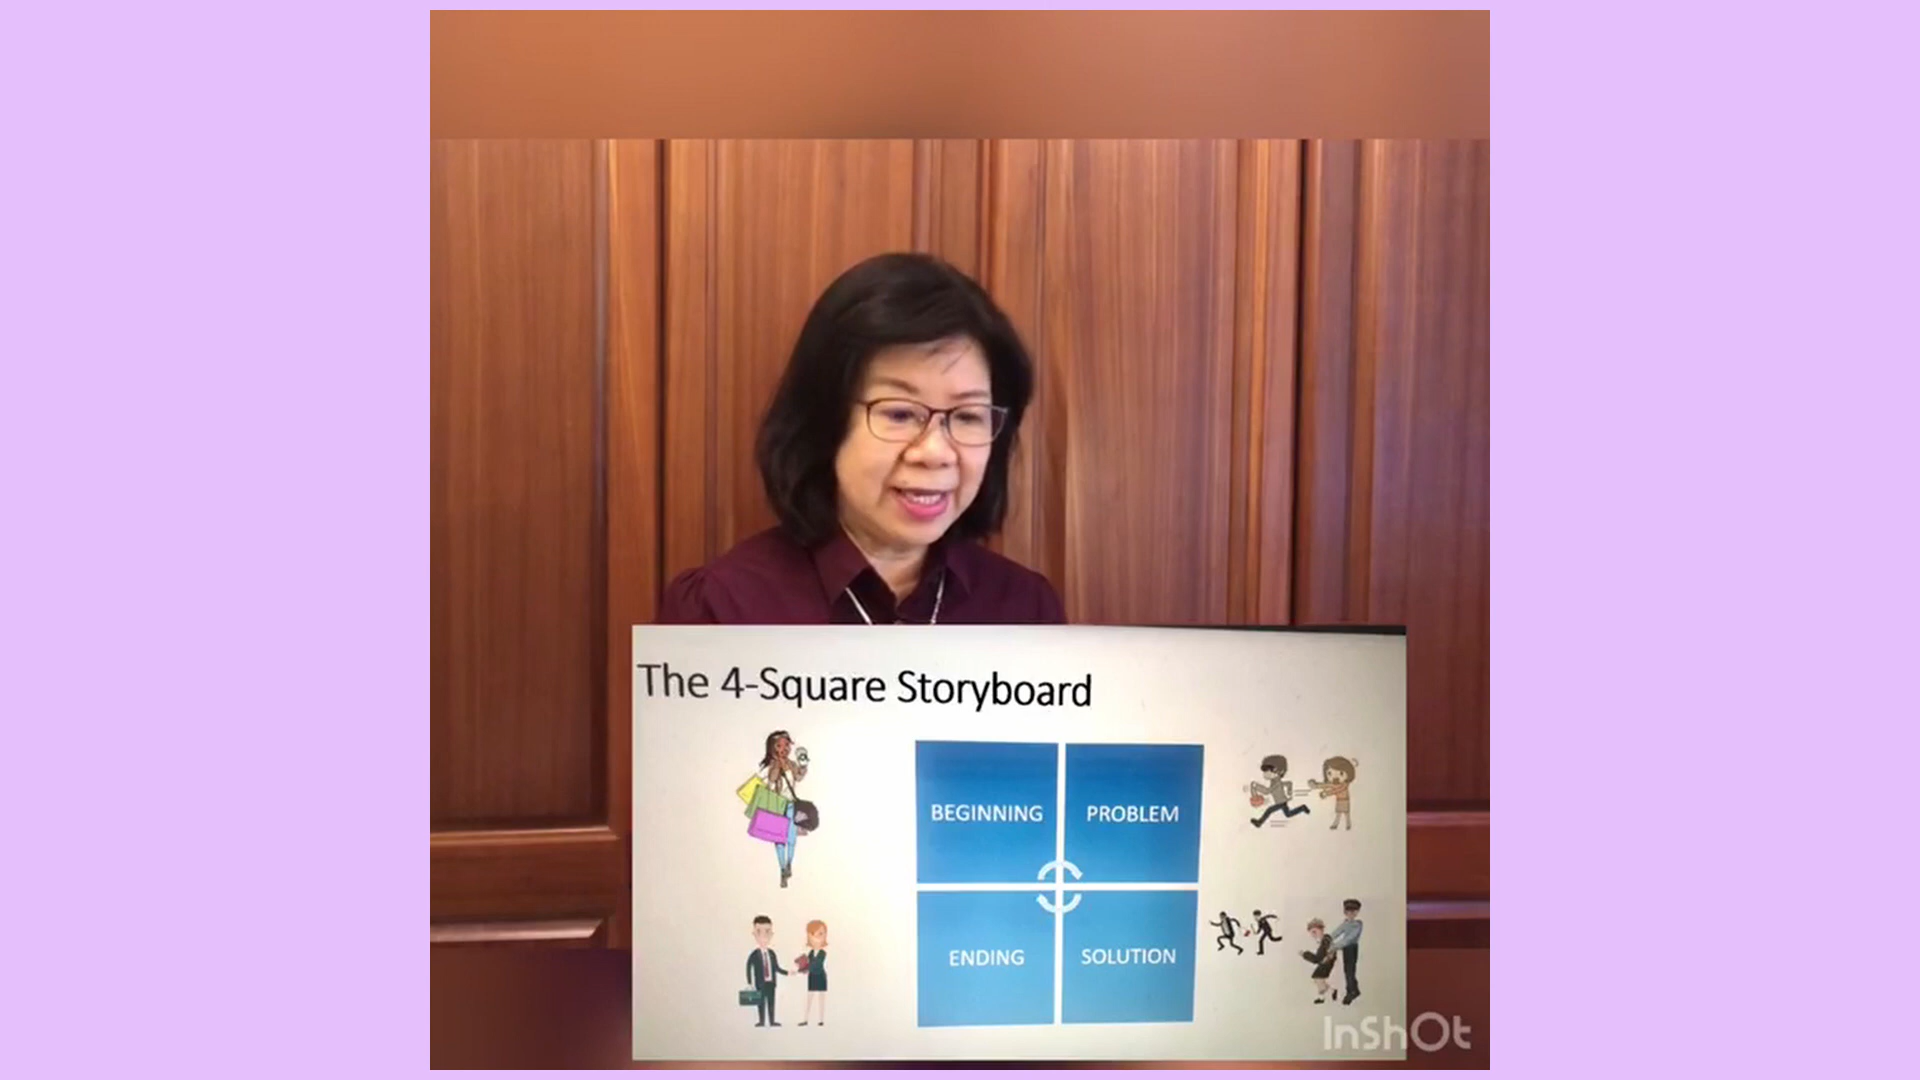 The 4-Square Storyboard
BEGINNING
PROBLEM
ENDING
SOLUTION
InShOt